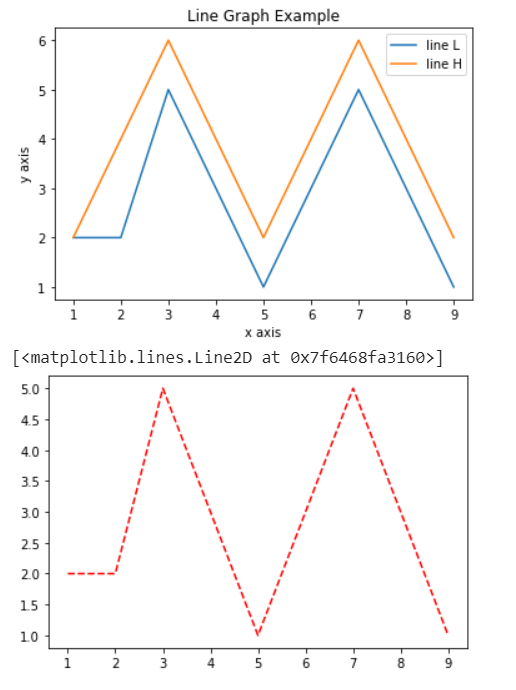 Line Graph Example
6
5
4
3
2
1
y axis
line L
line H
1 2 3 4 5 6 7 8 9
x axis
[<matplotlib.lines.Line2D at 0x7f6468fa3160>]
5.0
4.5
4.0
3.5
3.0
2.5
2.0
1.5
1.0
1 2 3 4 5 6 7 8 9